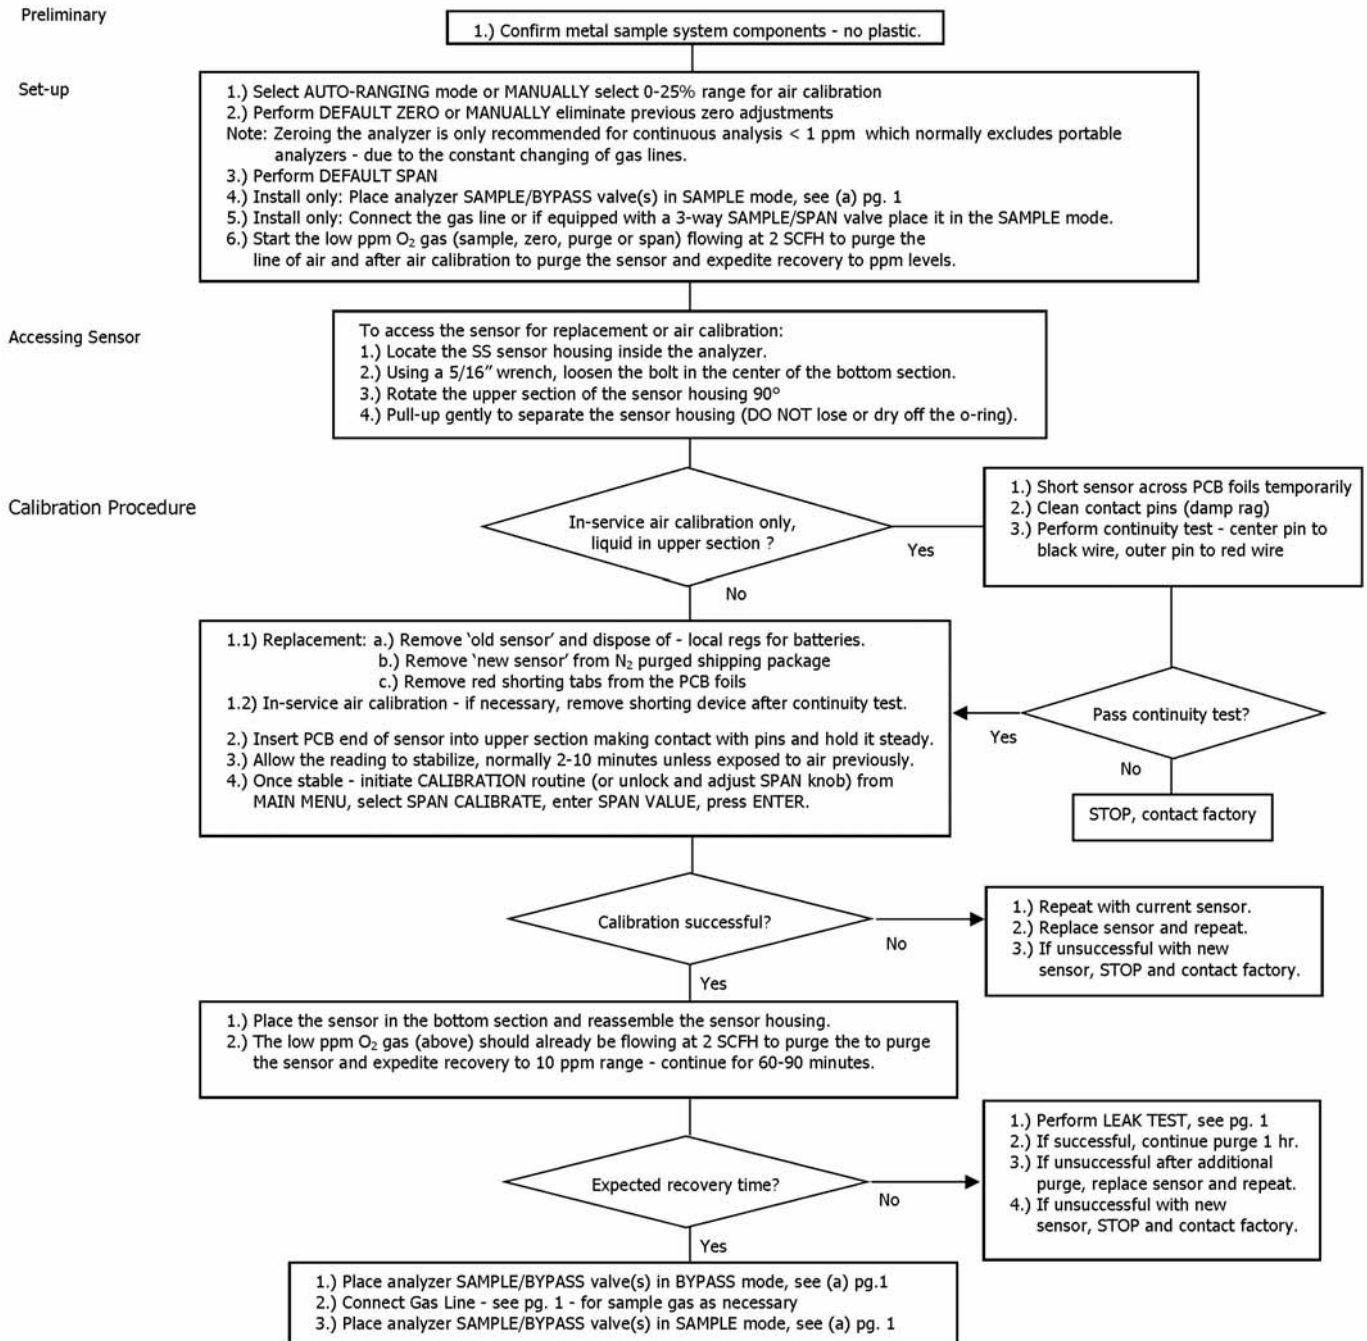 Preliminary
1.) Confirm metal sample system components - no plastic.
Set-up
1.) Select AUTO-RANGING mode or MANUALLY select 0-25% range for air calibration
2.) Perform DEFAULT ZERO or MANUALLY eliminate previous zero adjustments
Note: Zeroing the analyzer is only recommended for continuous analysis < 1 ppm which normally excludes portable
analyzers - due to the constant changing of gas lines.
3.) Perform DEFAULT SPAN
4.) Install only: Place analyzer SAMPLE/BYPASS valve(s) in SAMPLE mode, see (a) pg. 1
5.) Install only: Connect the gas line or if equipped with a 3-way SAMPLE/SPAN valve place it in the SAMPLE mode.
6.) Start the low ppm O₂ gas (sample, zero, purge or span) flowing at 2 SCFH to purge the
line of air and after air calibration to purge the sensor and expedite recovery to ppm levels.
Accessing Sensor
To access the sensor for replacement or air calibration:
1.) Locate the SS sensor housing inside the analyzer.
2.) Using a 5/16” wrench, loosen the bolt in the center of the bottom section.
3.) Rotate the upper section of the sensor housing 90º
4.) Pull-up gently to separate the sensor housing (DO NOT lose or dry off the o-ring).
Calibration Procedure
In-service air calibration only,
liquid in upper section ?
Yes
No
1.) Short sensor across PCB foils temporarily
2.) Clean contact pins (damp rag)
3.) Perform continuity test - center pin to
black wire, outer pin to red wire
Pass continuity test?
Yes
No
STOP, contact factory
1.1) Replacement: a.) Remove ‘old sensor’ and dispose of - local regs for batteries.
b.) Remove ‘new sensor’ from N₂ purged shipping package
c.) Remove red shorting tabs from the PCB foils
1.2) In-service air calibration - if necessary, remove shorting device after continuity test.
2.) Insert PCB end of sensor into upper section making contact with pins and hold it steady.
3.) Allow the reading to stabilize, normally 2-10 minutes unless exposed to air previously.
4.) Once stable - initiate CALIBRATION routine (or unlock and adjust SPAN knob) from
MAIN MENU, select SPAN CALIBRATE, enter SPAN VALUE, press ENTER.
Calibration successful?
No
Yes
1.) Repeat with current sensor.
2.) Replace sensor and repeat.
3.) If unsuccessful with new
sensor, STOP and contact factory.
1.) Place the sensor in the bottom section and reassemble the sensor housing.
2.) The low ppm O₂ gas (above) should already be flowing at 2 SCFH to purge the to purge
the sensor and expedite recovery to 10 ppm range - continue for 60-90 minutes.
Expected recovery time?
No
Yes
1.) Perform LEAK TEST, see pg. 1
2.) If successful, continue purge 1 hr.
3.) If unsuccessful after additional
purge, replace sensor and repeat.
4.) If unsuccessful with new
sensor, STOP and contact factory.
1.) Place analyzer SAMPLE/BYPASS valve(s) in BYPASS mode, see (a) pg.1
2.) Connect Gas Line - see pg. 1 - for sample gas as necessary
3.) Place analyzer SAMPLE/BYPASS valve(s) in SAMPLE mode, see (a) pg. 1